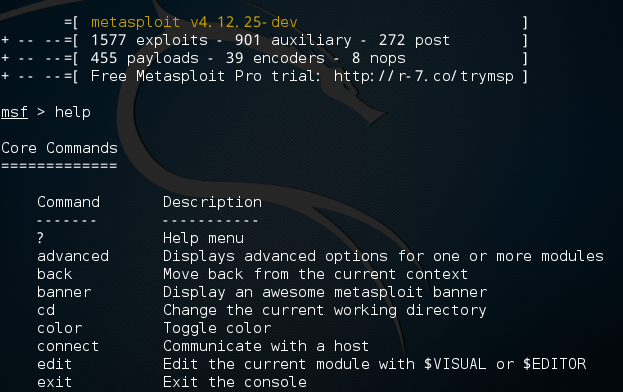 =[ metasploit v4.12.25-dev ]
+ -- --=[ 1577 exploits - 901 auxiliary - 272 post ]
+ -- --=[ 455 payloads - 39 encoders - 8 nops ]
+ -- --=[ Free Metasploit Pro trial: http://r-7.co/trymsp ]
msf > help
Core Commands
=============
Command Description
------- -----------
? Help menu
advanced Displays advanced options for one or more modules
back Move back from the current context
banner Display an awesome metasploit banner
cd Change the current working directory
color Toggle color
connect Communicate with a host
edit Edit the current module with $VISUAL or $EDITOR
exit Exit the console